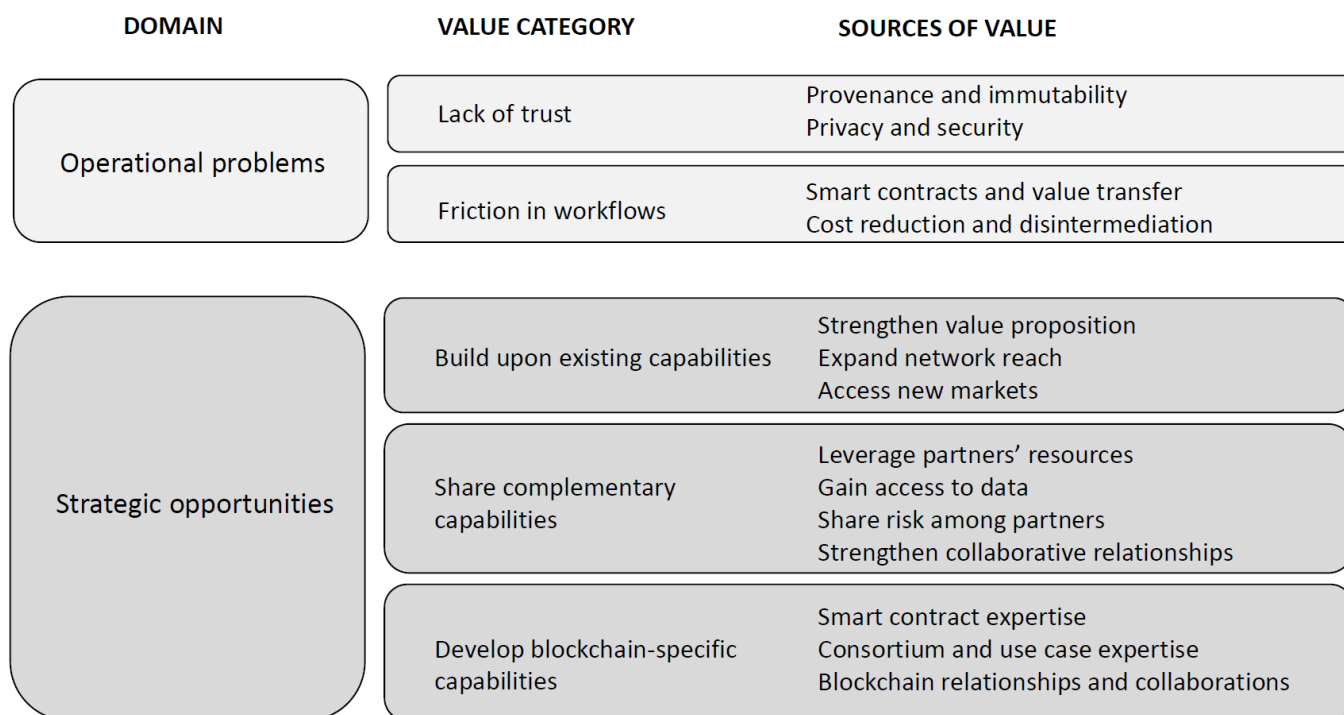 DOMAIN VALUE CATEGORY SOURCES OF VALUE
Operational problems
Lack of trust
Provenance and immutability
Privacy and security
Friction in workflows
Smart contracts and value transfer
Cost reduction and disintermediation
Strategic opportunities
Build upon existing capabilities
Strengthen value proposition
Expand network reach
Access new markets
Share complementary
capabilities
Leverage partners’ resources
Gain access to data
Share risk among partners
Strengthen collaborative relationships
Develop blockchain-specific
capabilities
Smart contract expertise
Consortium and use case expertise
Blockchain relationships and collaborations